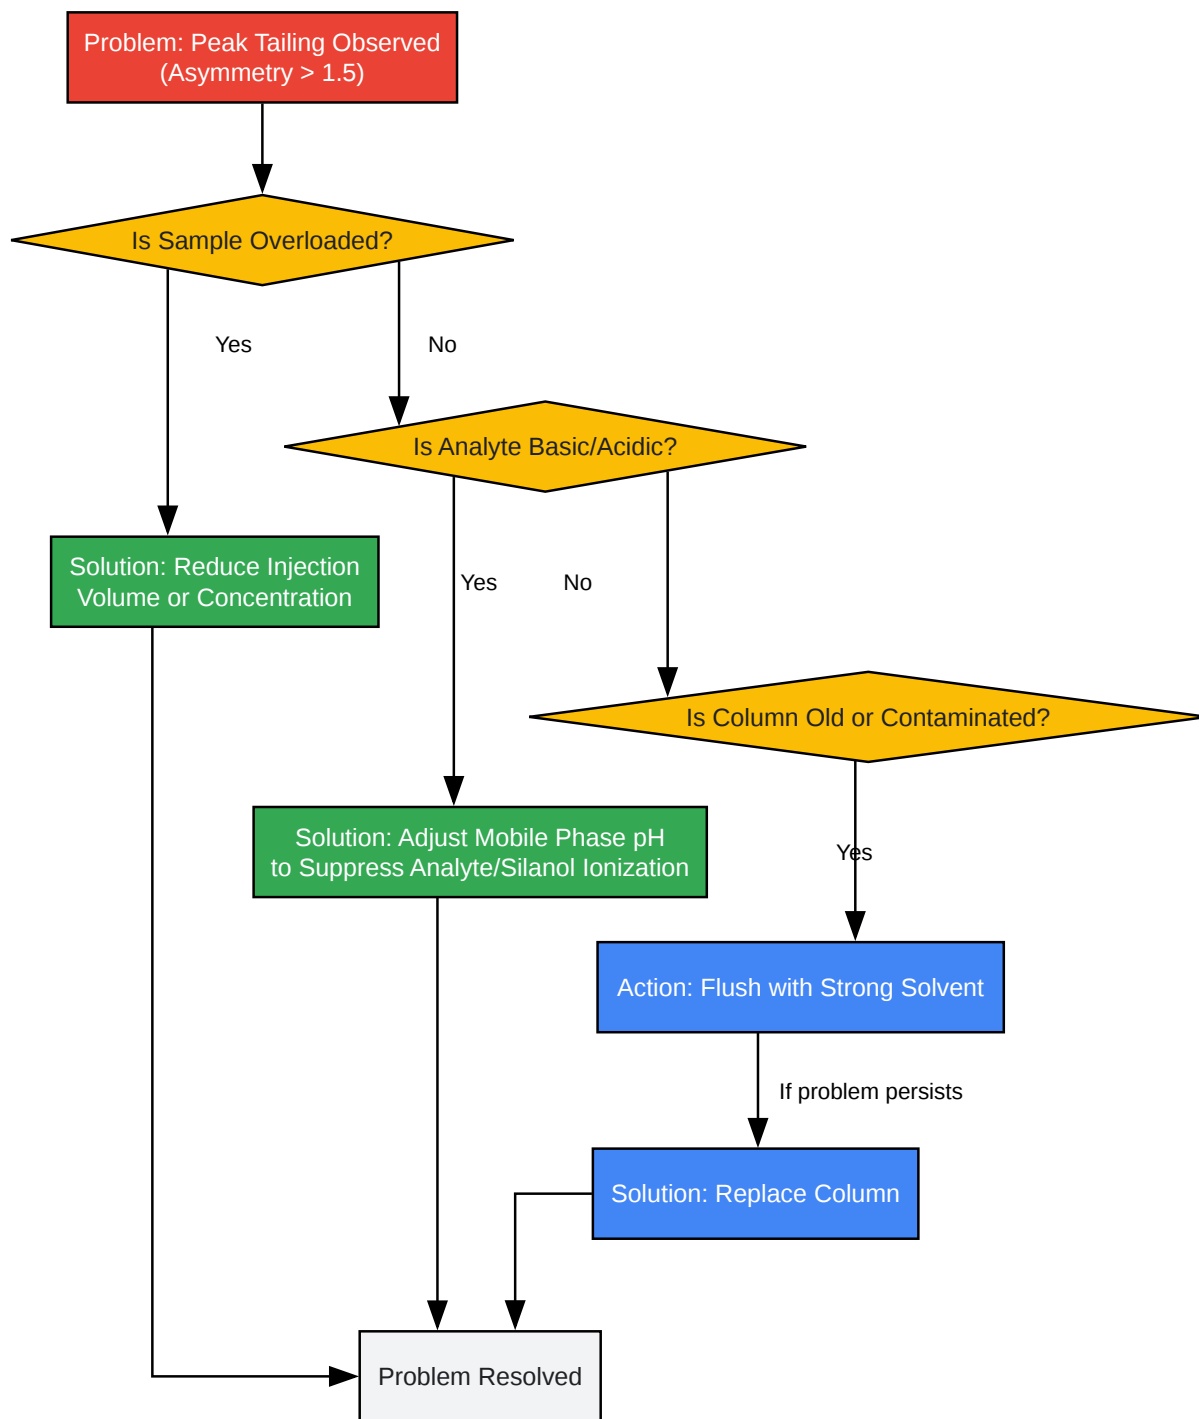 Problem: Peak Tailing Observed
(Asymmetry > 1.5)
Is Sample Overloaded?
Yes
No
Is Analyte Basic/Acidic?
Solution: Reduce Injection
Volume or Concentration
Yes
No
Is Column Old or Contaminated?
Solution: Adjust Mobile Phase pH
to Suppress Analyte/Silanol Ionization
Yes
Action: Flush with Strong Solvent
If problem persists
Solution: Replace Column
Problem Resolved